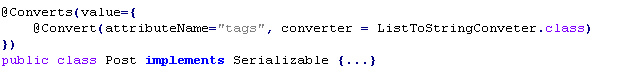 @Converts(value={
    @Convert(attributeName="tags", converter = ListToStringConveter.class)
})
public class Post implements Serializable {...}